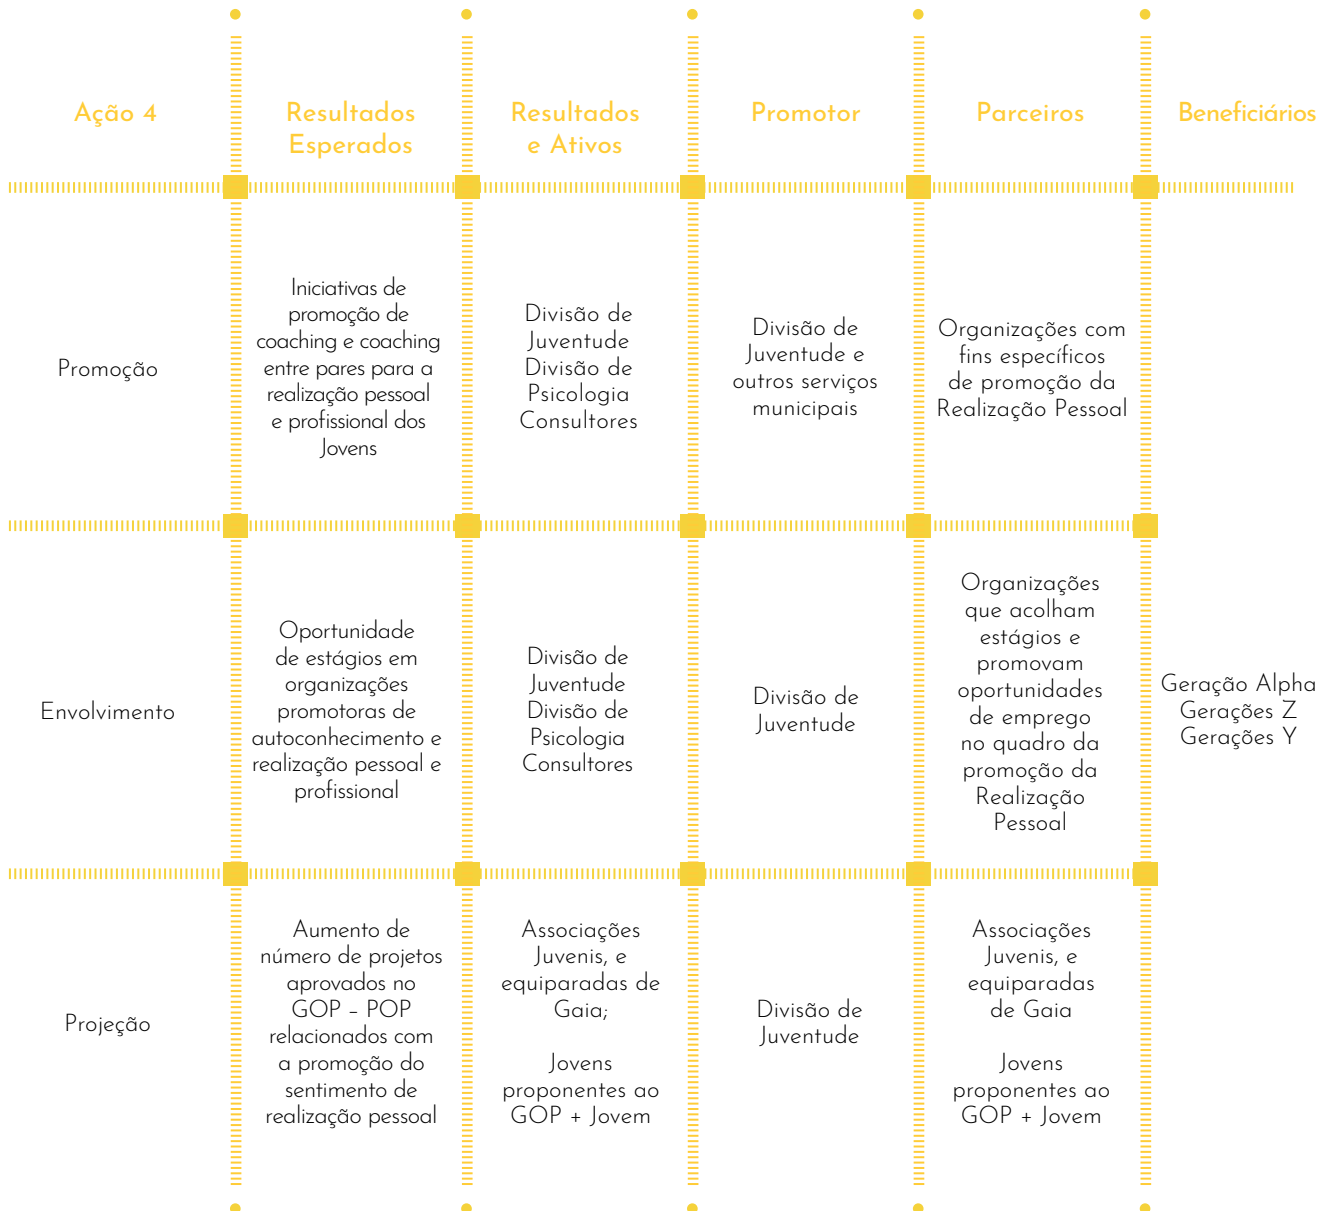 Ação 4
Resultados
Esperados
Resultados
e Ativos
Promotor
Parceiros
Beneficiários
Promoção
Iniciativas de
promoção de
coaching e coaching
entre pares para a
realização pessoal
e profissional dos
Jovens
Divisão de
Juventude
Divisão de
Psicologia
Consultores
Divisão de
Juventude e
outros serviços
municipais
Organizações com
fins específicos
de promoção da
Realização Pessoal
Envolvimento
Oportunidade
de estágios em
organizações
promotoras de
autoconhecimento e
realização pessoal e
profissional
Divisão de
Juventude
Divisão de
Psicologia
Consultores
Divisão de
Juventude
Organizações
que acolham
estágios e
promovam
oportunidades
de emprego
no quadro da
promoção da
Realização
Pessoal
Geração Alpha
Gerações Z
Gerações Y
Projeção
Aumento de
número de projetos
aprovados no
GOP – POP
relacionados com
a promoção do
sentimento de
realização pessoal
Associações
Juvenis, e
equiparadas de
Gaia;
Jovens
proponentes ao
GOP + Jovem
Divisão de
Juventude
Associações
Juvenis, e
equiparadas
de Gaia
Jovens
proponentes ao
GOP + Jovem